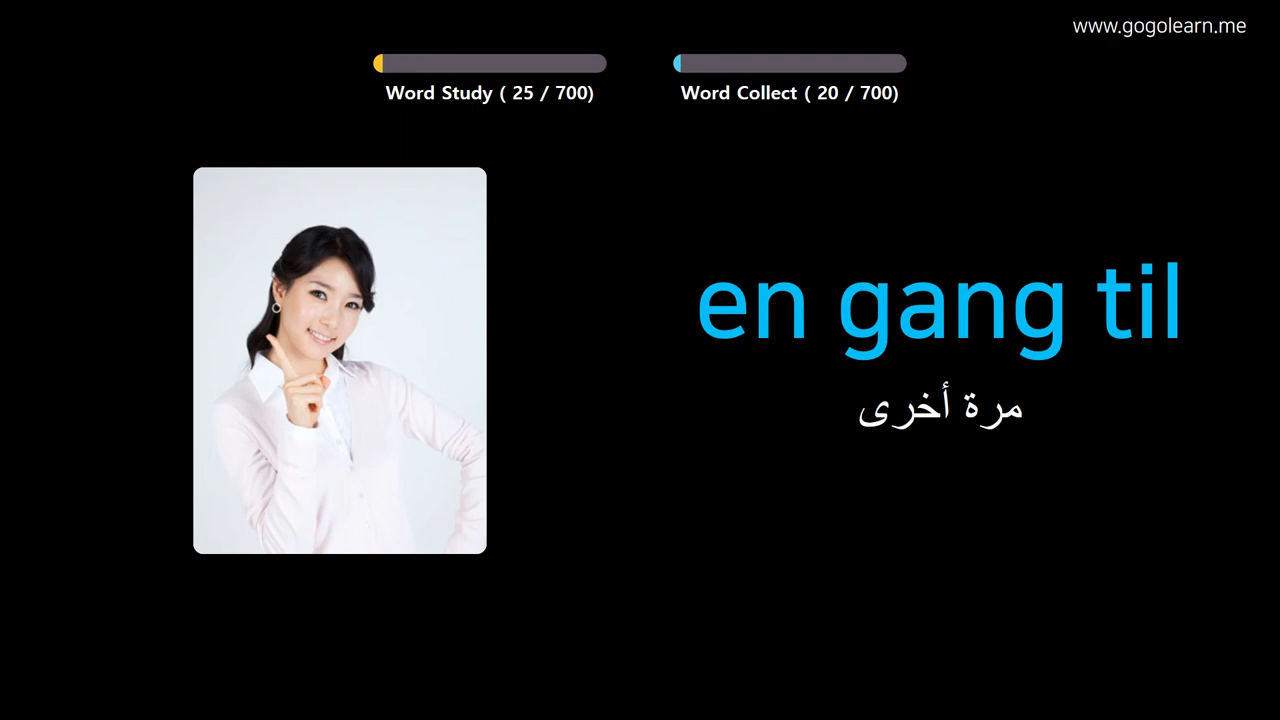 www.gogolearn.me
Word Study ( 25 / 700)
Word Collect ( 20 / 700)
en gang til
مرة أخرى